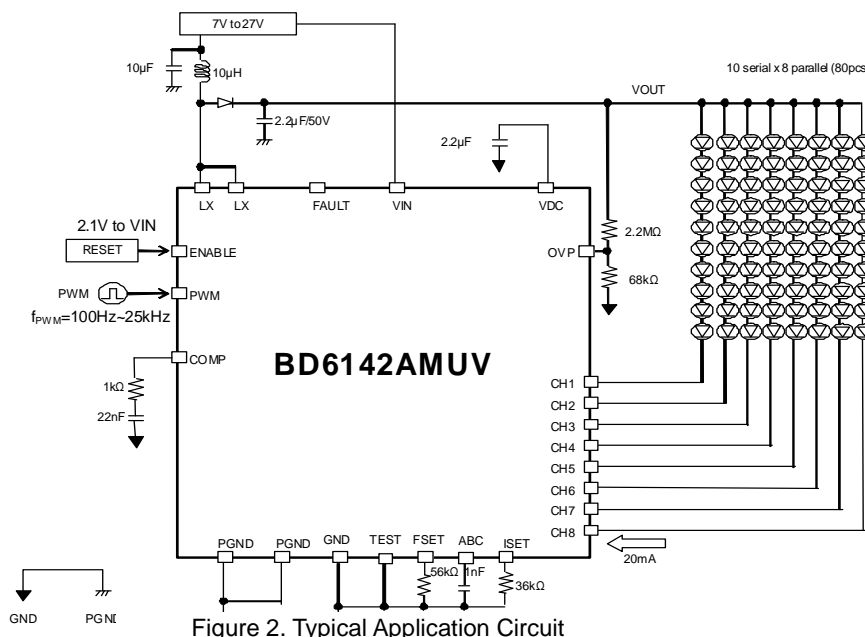 7V to 27V
10µF
10µH
10 serial x 8 parallel (80pcs
VOUT
2.2µF/50V
2.2µF
LX
LX
FAULT
VIN
VDC
2.1V to VIN
RESET
ENABLE
OVP
2.2MΩ
68kΩ
PWM
PWM
fPWM=100Hz~25kHz
COMP
BD6142AMUV
1kΩ
22nF
CH1
CH2
CH3
CH4
CH5
CH6
CH7
CH8
20mA
PGND
PGND
GND
TEST
FSET
ABC
ISET
56kΩ
1nF
36kΩ
GND
PGND
Figure 2. Typical Application Circuit